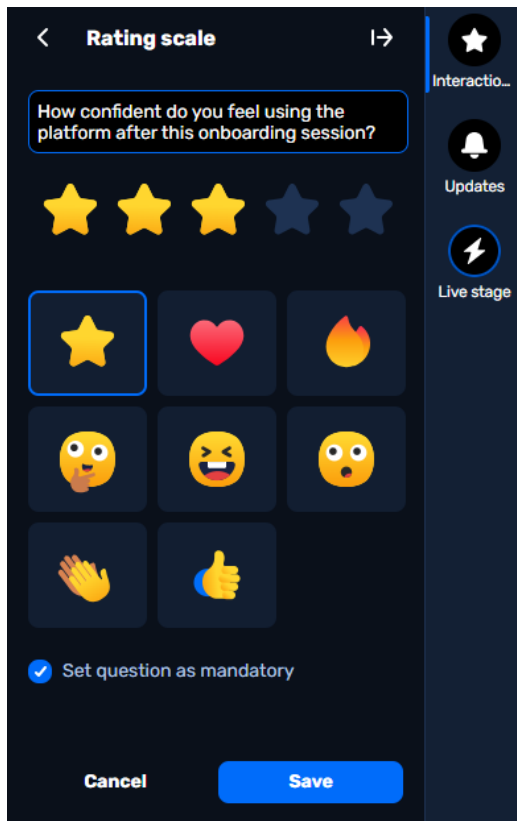 Rating scale
How confident do you feel using the
platform after this onboarding session?
Set question as mandatory
Cancel
Save
Interactio...
Updates
Live stage